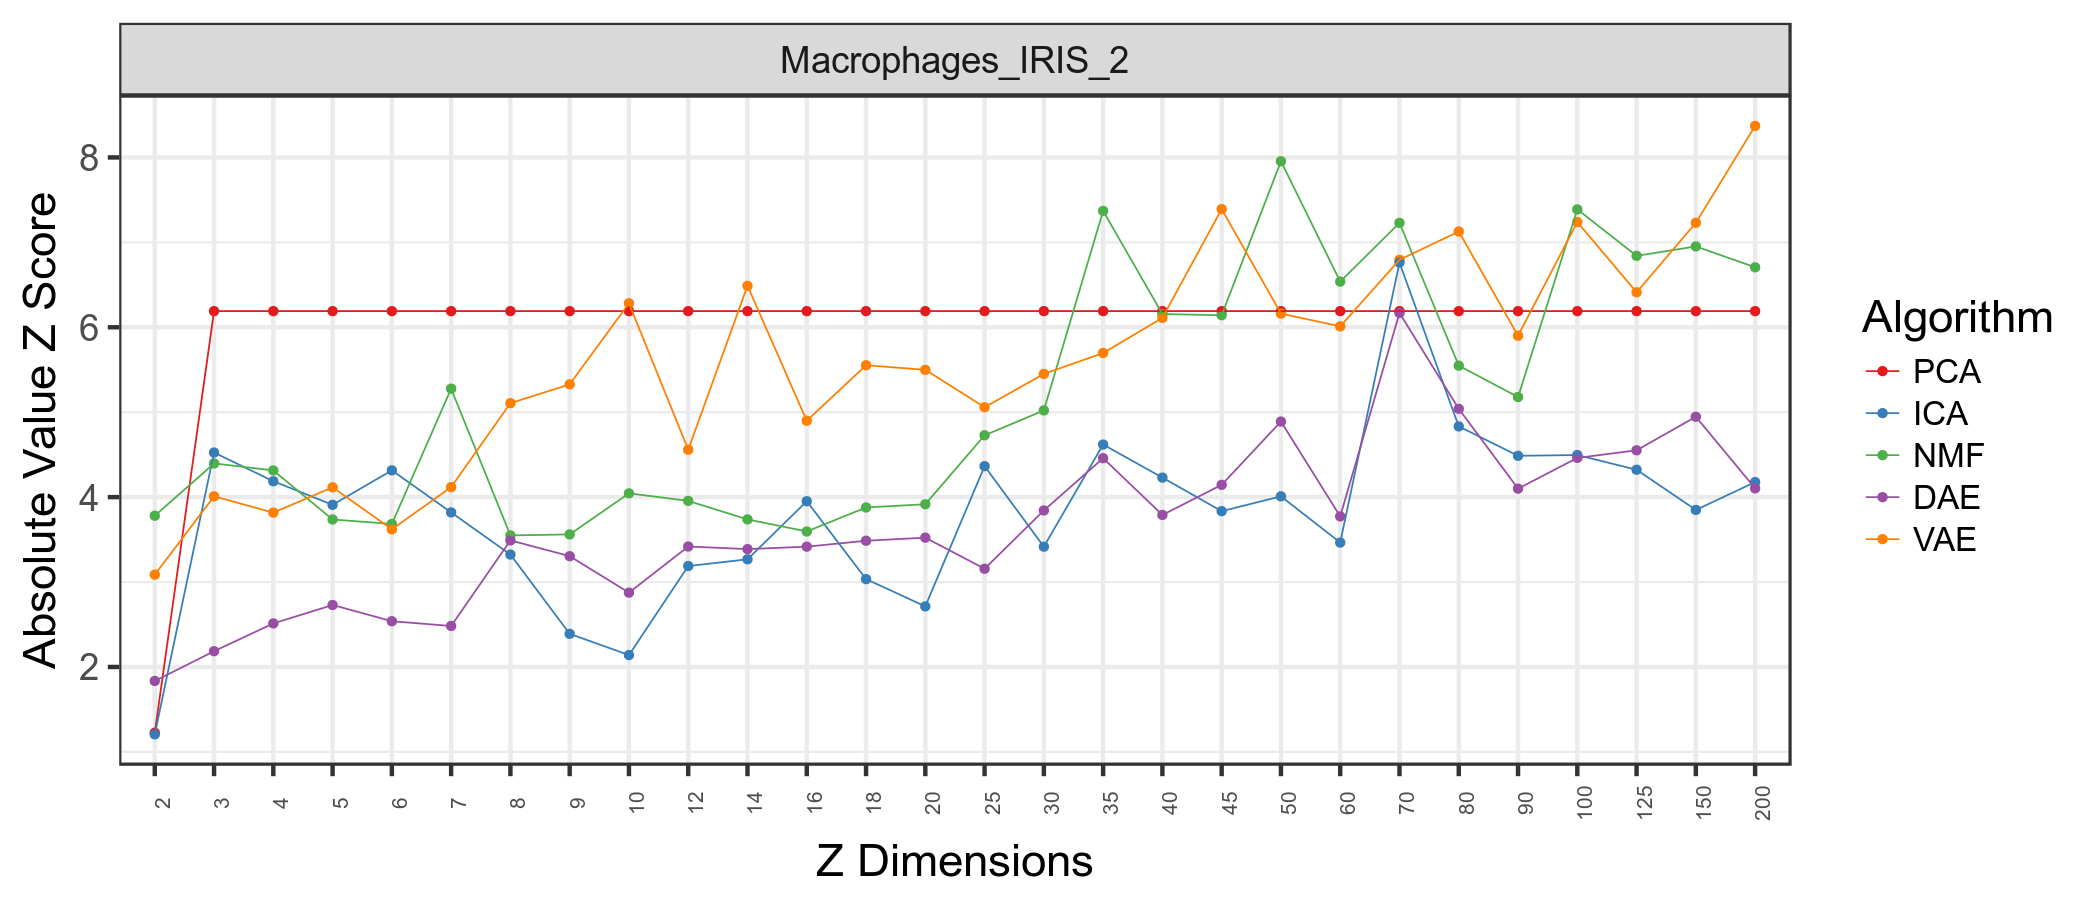 Macrophages_IRIS_2
Absolute Value Z Score
8
6
4
2
2 3 4 5 6 7 8 9 10 12 14 16 18 20 25 30 35 40 45 50 60 70 80 90 100 125 150 200
Z Dimensions
Algorithm
PCA
ICA
NMF
DAE
VAE